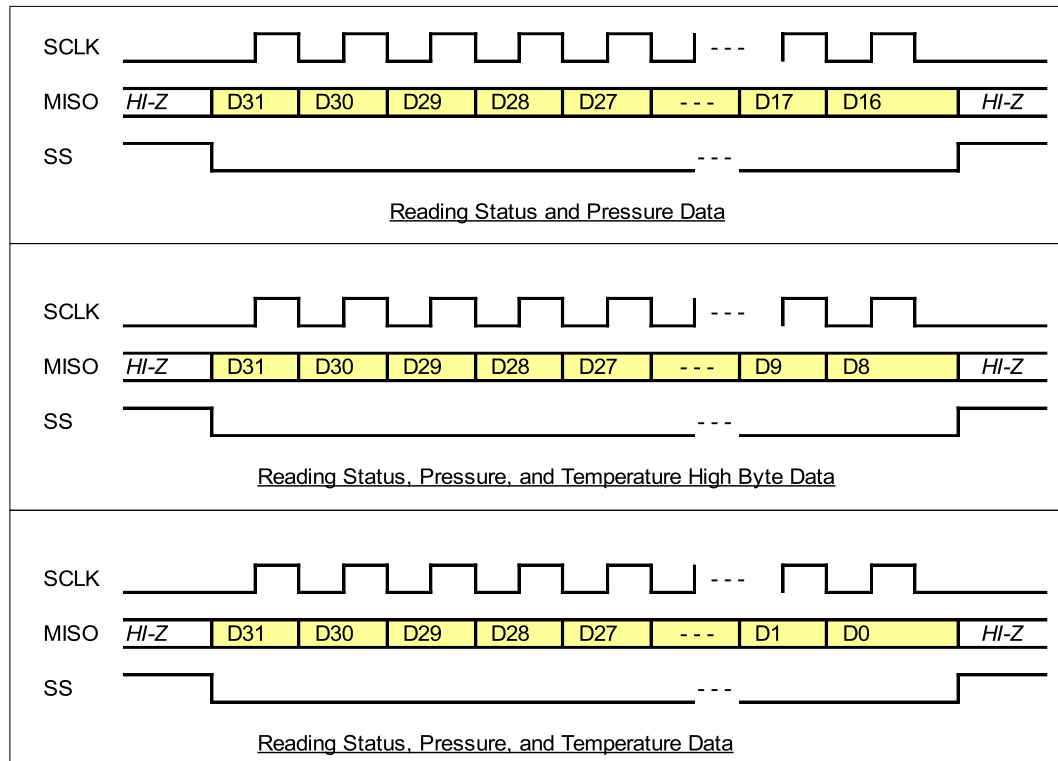 SCLK - - -
MISO HI-Z D31 D30 D29 D28 D27 - - - D17 D16 HI-Z
SS - - -
Reading Status and Pressure Data
SCLK - - -
MISO HI-Z D31 D30 D29 D28 D27 - - - D9 D8 HI-Z
SS - - -
Reading Status, Pressure, and Temperature High Byte Data
SCLK - - -
MISO HI-Z D31 D30 D29 D28 D27 - - - D1 D0 HI-Z
SS - - -
Reading Status, Pressure, and Temperature Data